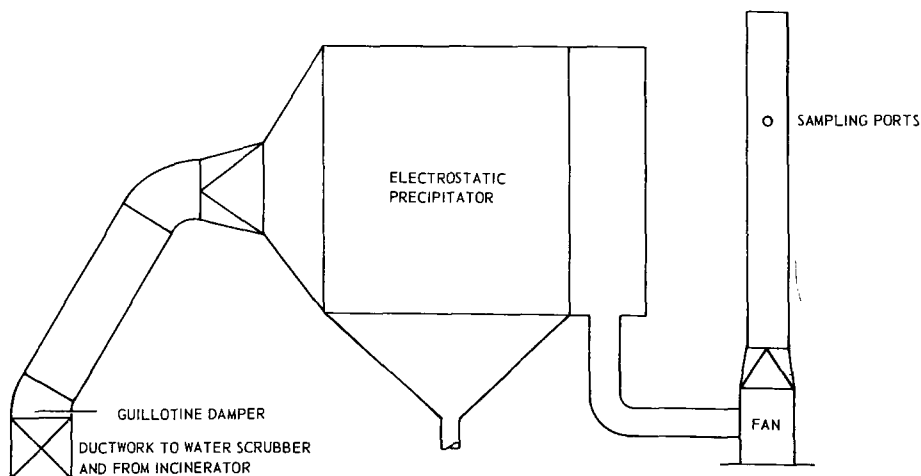 SAMPLING PORTS
ELECTROSTATIC
PRECIPITATOR
GUILLOTINE DAMPER
FAN
DUCTWORK TO WATER SCRUBBER
AND FROM INCINERATOR